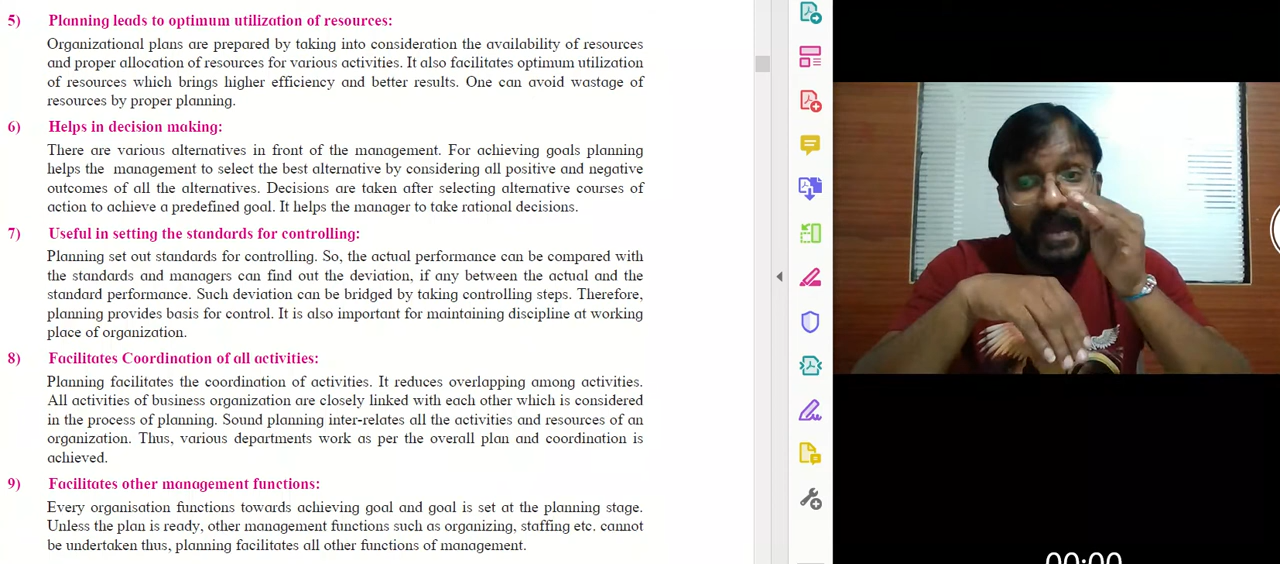 5) Planning leads to optimum utilization of resources:
Organizational plans are prepared by taking into consideration the availability of resources
and proper allocation of resources for various activities. It also facilitates optimum utilization
of resources which brings higher efficiency and better results. One can avoid wastage of
resources by proper planning.
6) Helps in decision making:
There are various alternatives in front of the management. For achieving goals planning
helps the management to select the best alternative by considering all positive and negative
outcomes of all the alternatives. Decisions are taken after selecting alternative courses of
action to achieve a predefined goal. It helps the manager to take rational decisions.
7) Useful in setting the standards for controlling:
Planning set out standards for controlling. So, the actual performance can be compared with
the standards and managers can find out the deviation, if any between the actual and the
standard performance. Such deviation can be bridged by taking controlling steps. Therefore,
planning provides basis for control. It is also important for maintaining discipline at working
place of organization.
8) Facilitates Coordination of all activities:
Planning facilitates the coordination of activities. It reduces overlapping among activities.
All activities of business organization are closely linked with each other which is considered
in the process of planning. Sound planning inter-relates all the activities and resources of an
organization. Thus, various departments work as per the overall plan and coordination is
achieved.
9) Facilitates other management functions:
Every organisation functions towards achieving goal and goal is set at the planning stage.
Unless the plan is ready, other management functions such as organizing, staffing etc. cannot
be undertaken thus, planning facilitates all other functions of management.
00:00